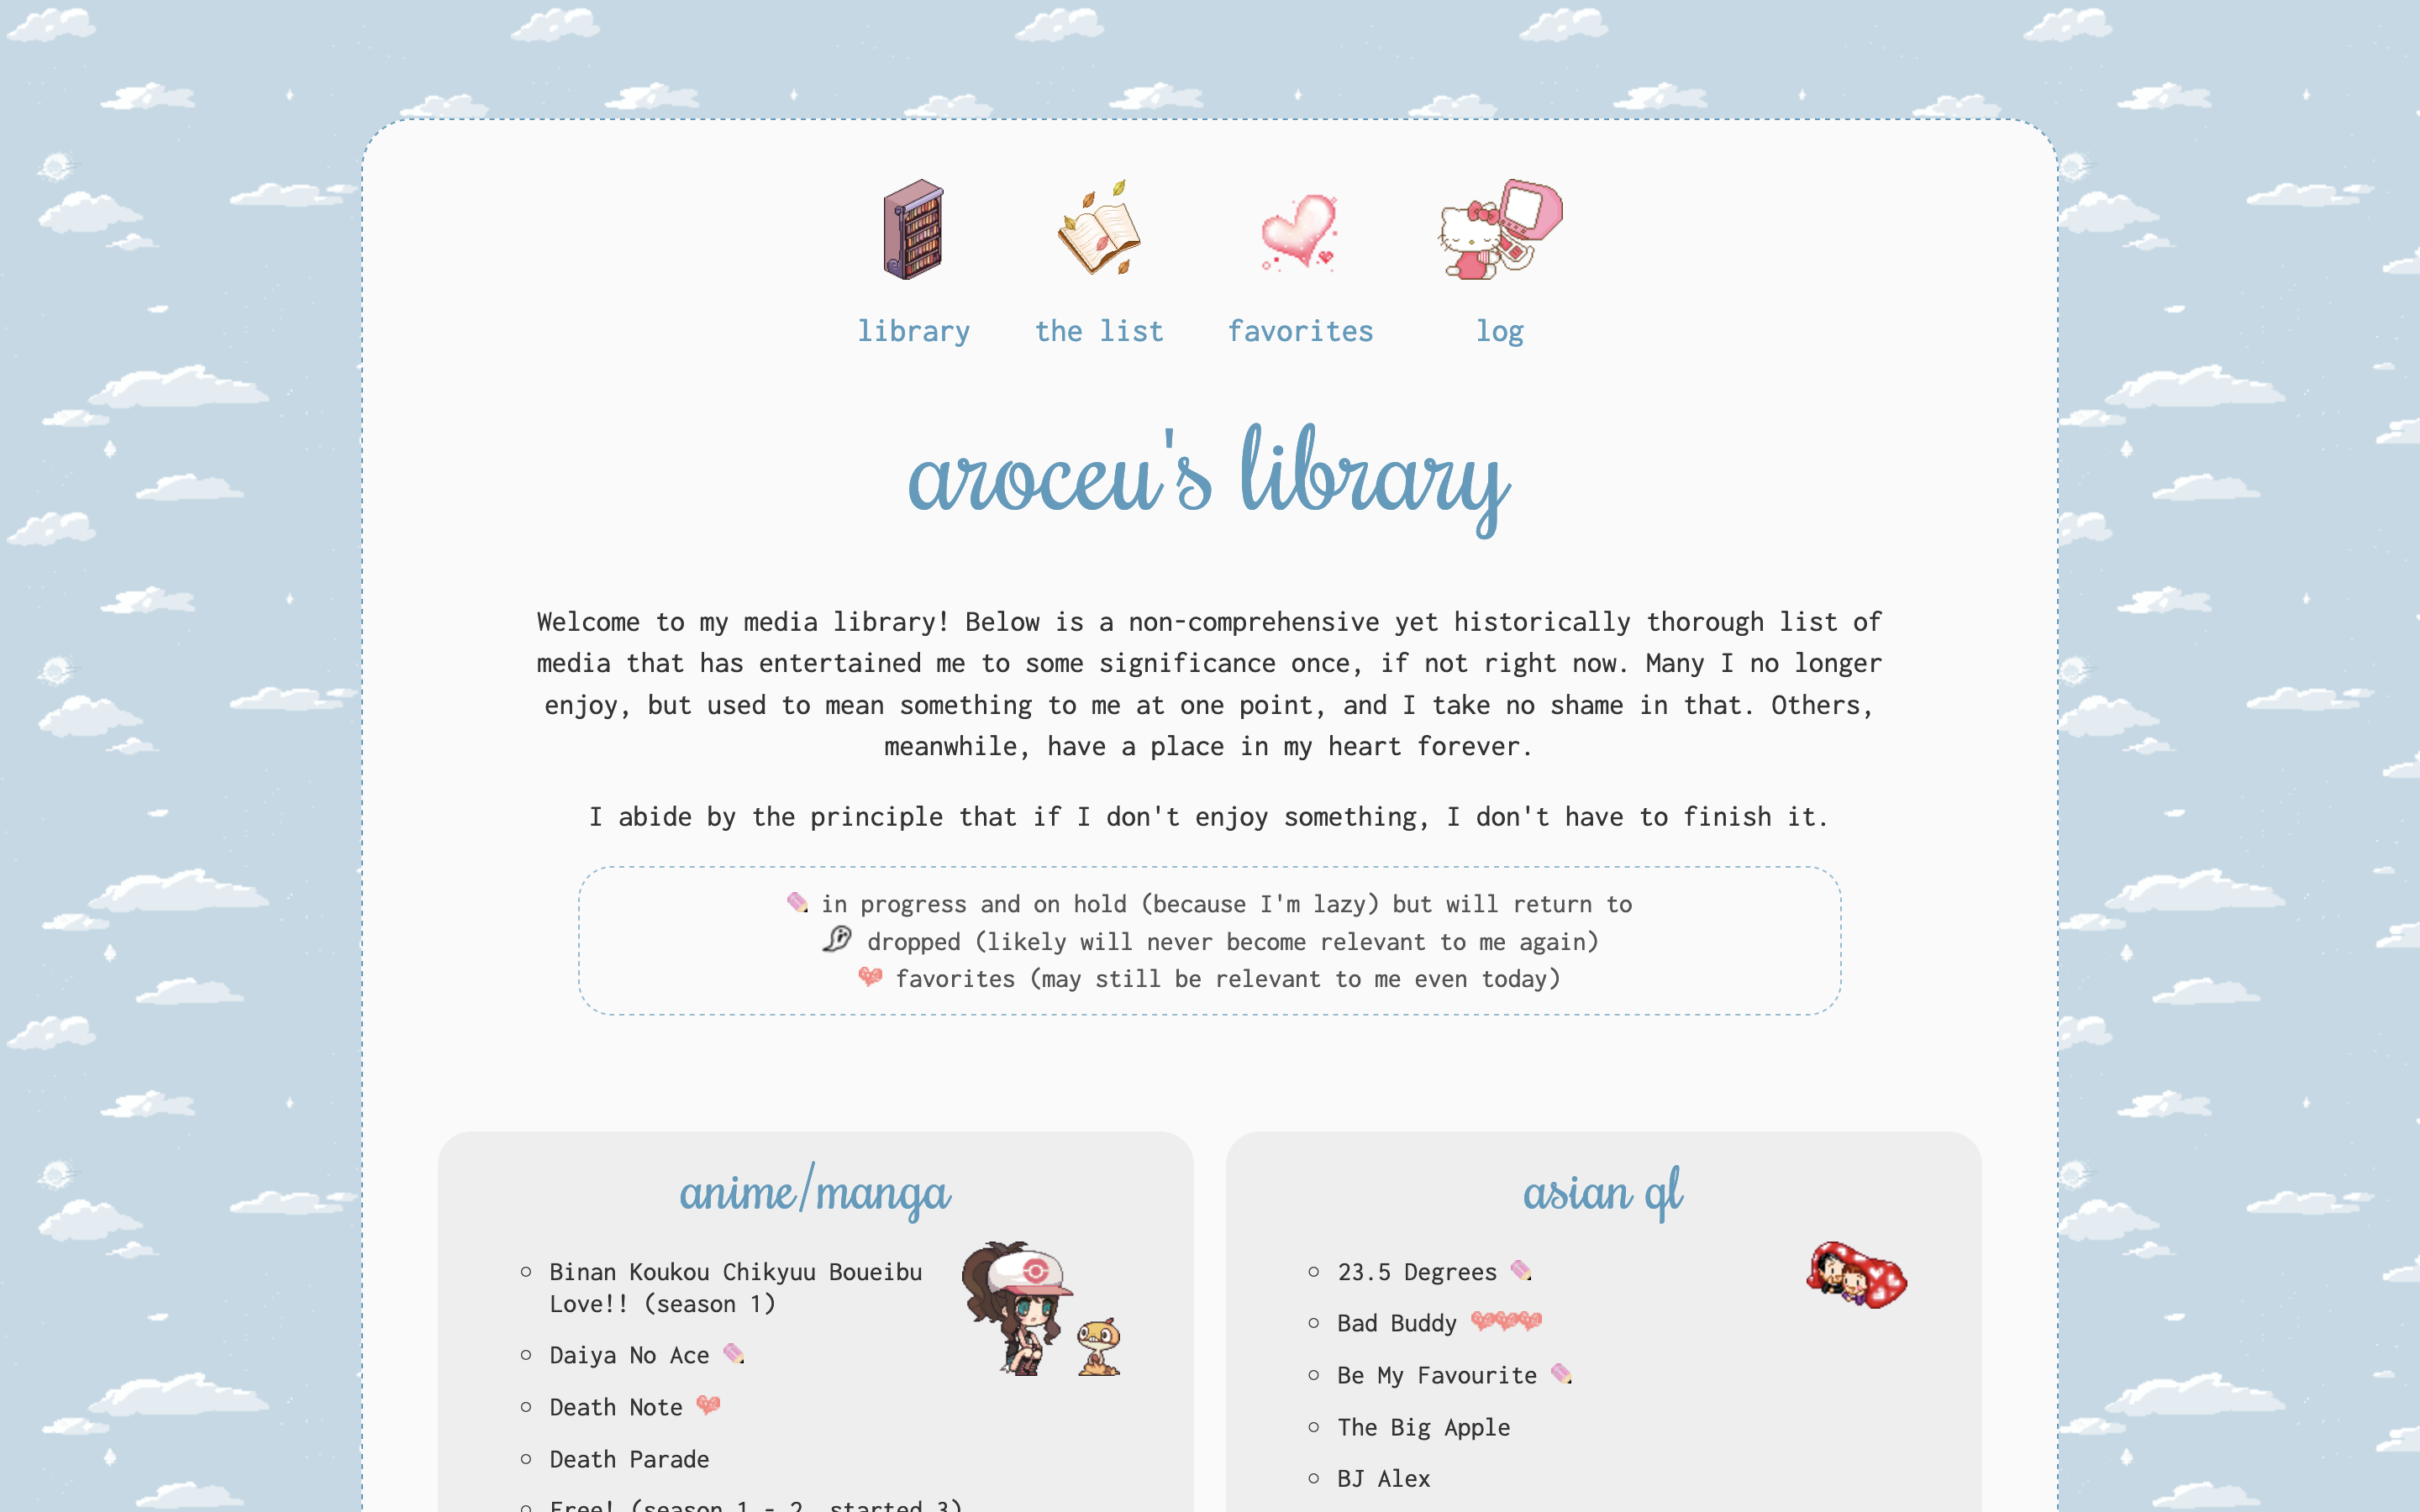 library
the list
favorites
log
aroceu's library
Welcome to my media library! Below is a non-comprehensive yet historically thorough list of
media that has entertained me to some significance once, if not right now. Many I no longer
enjoy, but used to mean something to me at one point, and I take no shame in that. Others,
meanwhile, have a place in my heart forever.
I abide by the principle that if I don't enjoy something, I don't have to finish it.
in progress and on hold (because I'm lazy) but will return to
dropped (likely will never become relevant to me again)
favorites (may still be relevant to me even today)
anime/manga
Binan Koukou Chikyuu Boueibu
Love!! (season 1)
Daiya No Ace
Death Note
Death Parade
Free! (season 1 - 2, started 3)
asian ql
23.5 Degrees
Bad Buddy
Be My Favourite
The Big Apple
BJ Alex